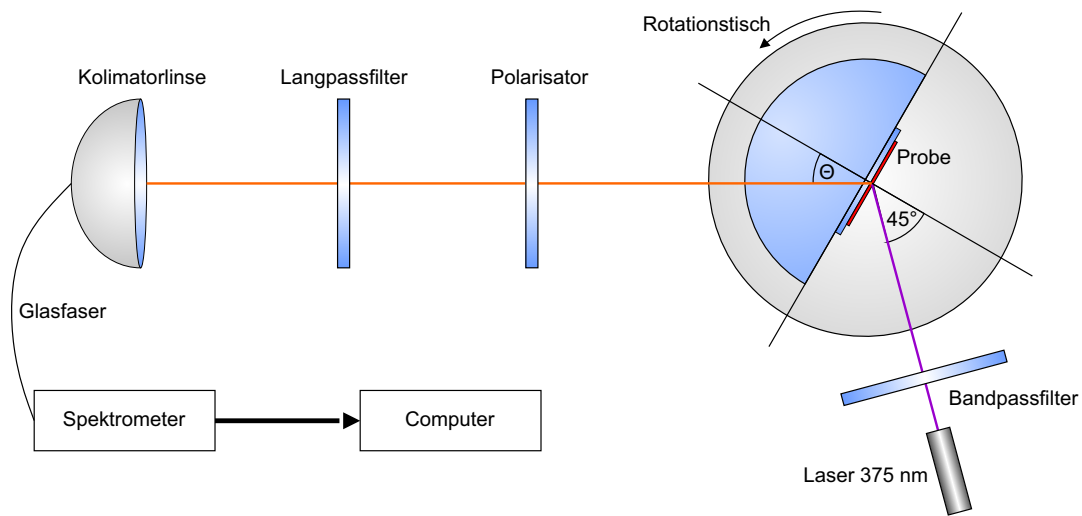 Rotationstisch
Kolimatorlinse
Langpassfilter
Polarisator
Probe
Θ
45°
Glasfaser
Spektrometer
Computer
Bandpassfilter
Laser 375 nm